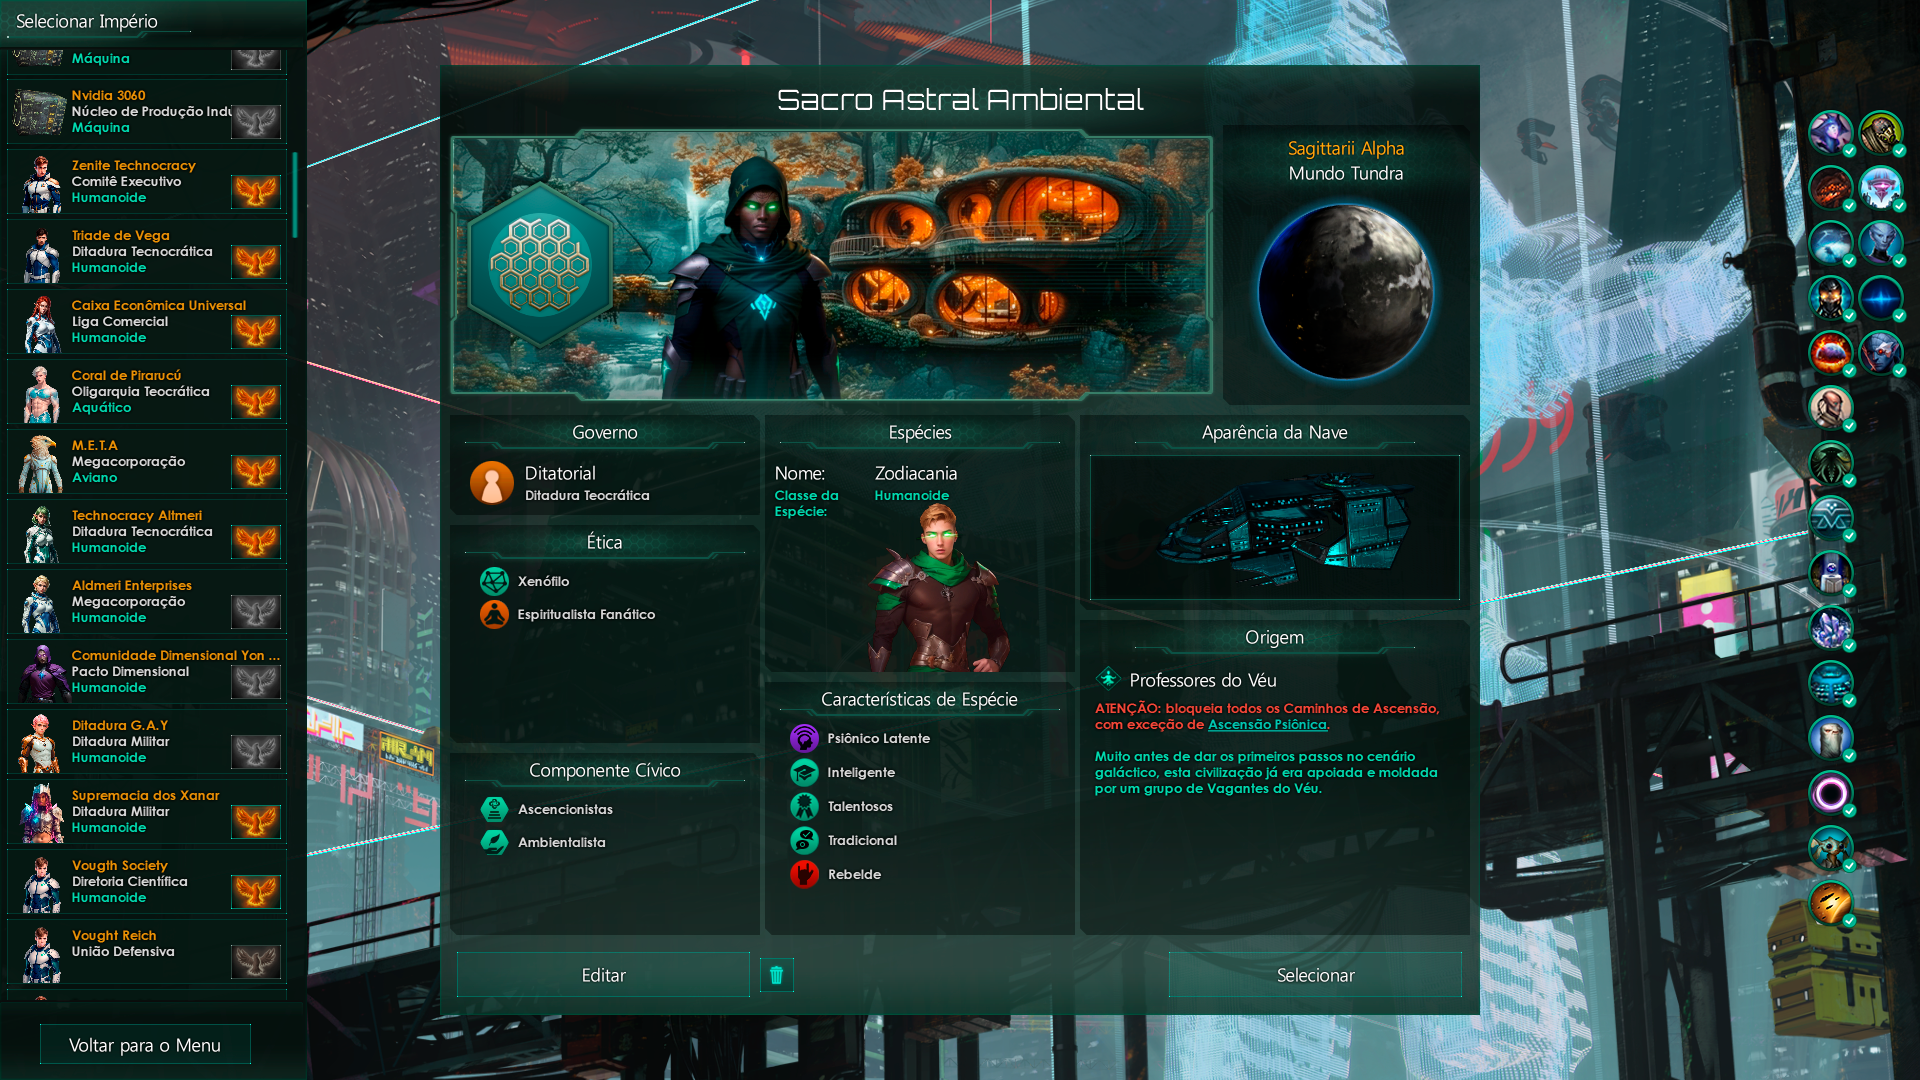 Selecionar Império
Máquina
Nvidia 3060
Núcleo de Produção Indu
Máquina
Zenite Technocracy
Comitê Executivo
Humanoide
Triade de Vega
Ditadura Tecnocrática
Humanoide
Caixa Econômica Universal
Liga Comercial
Humanoide
Coral de Pirarucú
Oligarquia Teocrática
Aquático
M.E.T.A
Megacorporação
Aviano
Technocracy Altmeri
Ditadura Tecnocrática
Humanoide
Aldmeri Enterprises
Megacorporação
Humanoide
Comunidade Dimensional Yon ...
Pacto Dimensional
Humanoide
Ditadura G.A.Y
Ditadura Militar
Humanoide
Supremacia dos Xanar
Ditadura Militar
Humanoide
Vougth Society
Diretoria Científica
Humanoide
Vought Reich
União Defensiva
Voltar para o Menu
Sacro Astral Ambiental
Sagittarii Alpha
Mundo Tundra
Governo
Ditatorial
Ditadura Teocrática
Ética
Xenófilo
Espiritualista Fanático
Componente Cívico
Ascencionistas
Ambientalista
Espécies
Nome: Zodiacania
Classe da Espécie: Humanoide
Características de Espécie
Psiônico Latente
Inteligente
Talentosos
Tradicional
Rebelde
Aparência da Nave
Origem
Professores do Véu
ATENÇÃO: bloqueia todos os Caminhos de Ascensão,
com exceção de Ascensão Psiônica.
Muito antes de dar os primeiros passos no cenário
galáctico, esta civilização já era apoiada e moldada
por um grupo de Vagantes do Véu.
Editar
Selecionar